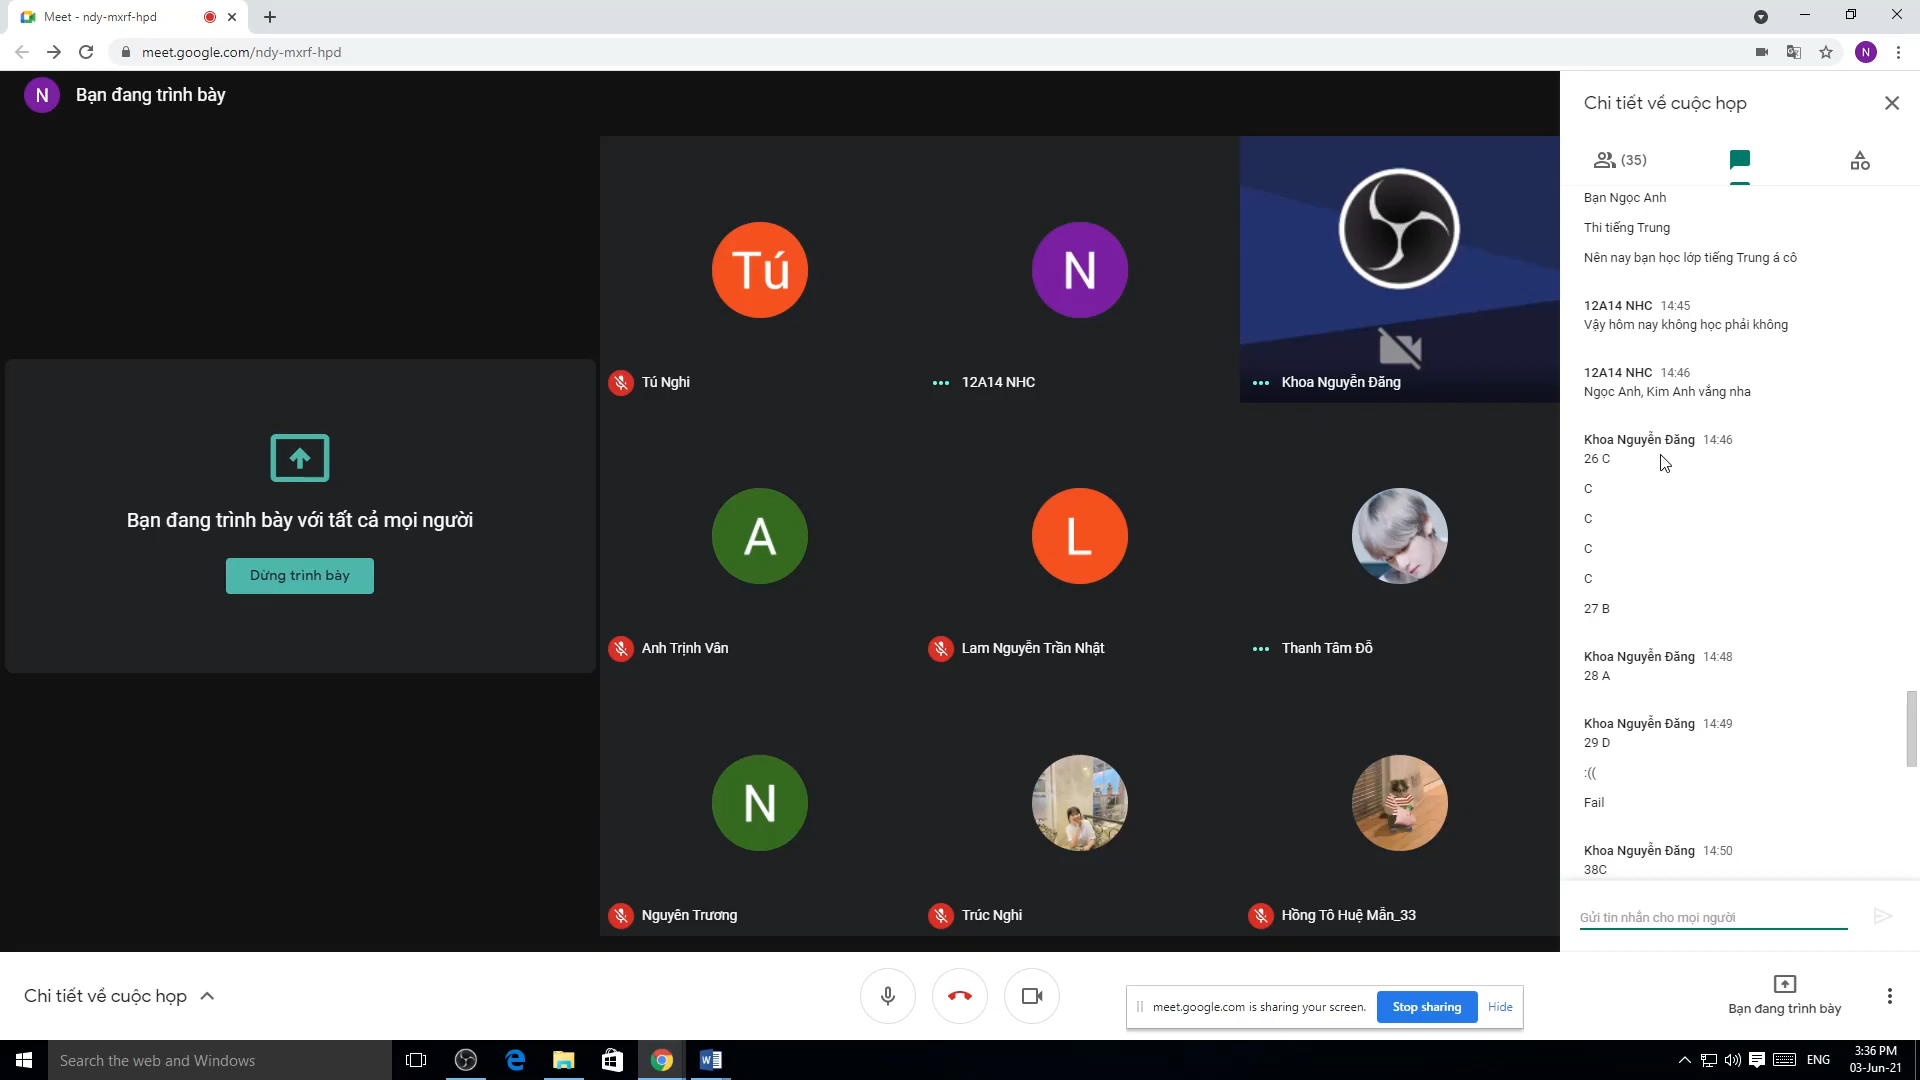 Meet - ndy-mxrf-hpd
meet.google.com/ndy-mxrf-hpd
N
N
Bạn đang trình bày
Bạn đang trình bày với tất cả mọi người
Dừng trình bày
Tú
Tú Nghi
N
12A14 NHC
Khoa Nguyễn Đăng
A
Anh Trịnh Vân
L
Lam Nguyễn Trần Nhật
Thanh Tâm Đỗ
N
Nguyên Trương
Trúc Nghi
Hồng Tô Huệ Mẫn_33
Chi tiết về cuộc họp
(35)
Bạn Ngọc Anh
Thi tiếng Trung
Nên nay bạn học lớp tiếng Trung á cô
12A14 NHC 14:45
Vậy hôm nay không học phải không
12A14 NHC 14:46
Ngọc Anh, Kim Anh vắng nha
Khoa Nguyễn Đăng 14:46
26 C
C
C
C
C
27 B
Khoa Nguyễn Đăng 14:48
28 A
Khoa Nguyễn Đăng 14:49
29 D
:((
Fail
Khoa Nguyễn Đăng 14:50
38C
Gửi tin nhắn cho mọi người
Chi tiết về cuộc họp
meet.google.com is sharing your screen.
Stop sharing
Hide
Bạn đang trình bày
Search the web and Windows
ENG
3:36 PM
03-Jun-21